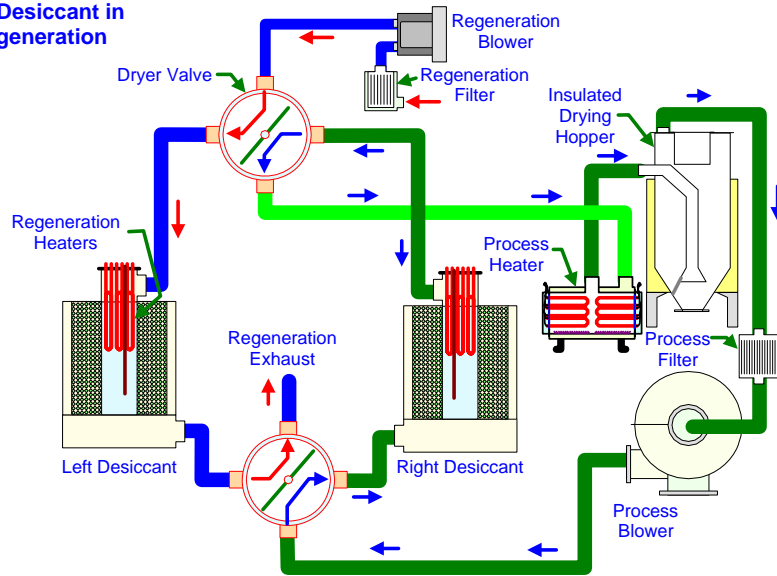 Desiccant in
generation
Regeneration
Blower
Dryer Valve
Regeneration
Filter
Insulated
Drying
Hopper
Regeneration
Heaters
Process
Heater
Regeneration
Exhaust
Process
Filter
Left Desiccant
Right Desiccant
Process
Blower